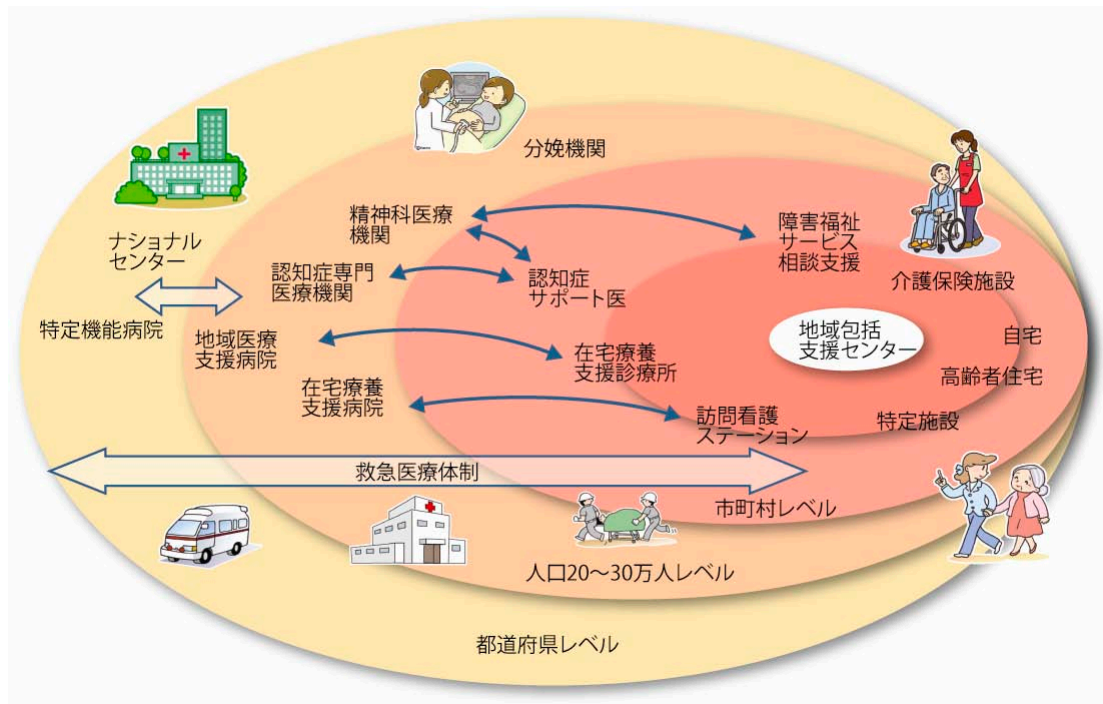 分娩機関
精神科医療
機関
障害福祉
サービス
相談支援
ナショナル
センター
認知症専門
医療機関
認知症
サポート医
介護保険施設
特定機能病院
地域医療
支援病院
地域包括
支援センター
自宅
在宅療養
支援診療所
高齢者住宅
在宅療養
支援病院
訪問看護
ステーション
特定施設
救急医療体制
市町村レベル
人口20〜30万人レベル
都道府県レベル